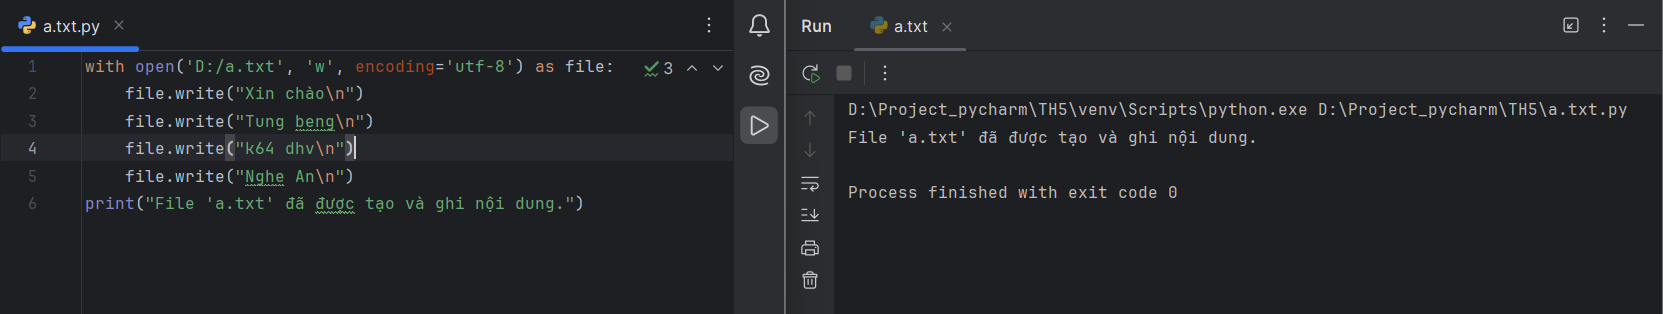 a.txt.py
1 with open('D:/a.txt', 'w', encoding='utf-8') as file:
3
2 file.write("Xin chào\n")
3 file.write("Tung beng\n")
4 file.write("k64 dhv\n")
5 file.write("Nghe An\n")
6 print("File 'a.txt' đã được tạo và ghi nội dung.")
Run a.txt
D:\Project_pycharm\TH5\venv\Scripts\python.exe D:\Project_pycharm\TH5\a.txt.py
File 'a.txt' đã được tạo và ghi nội dung.
Process finished with exit code 0